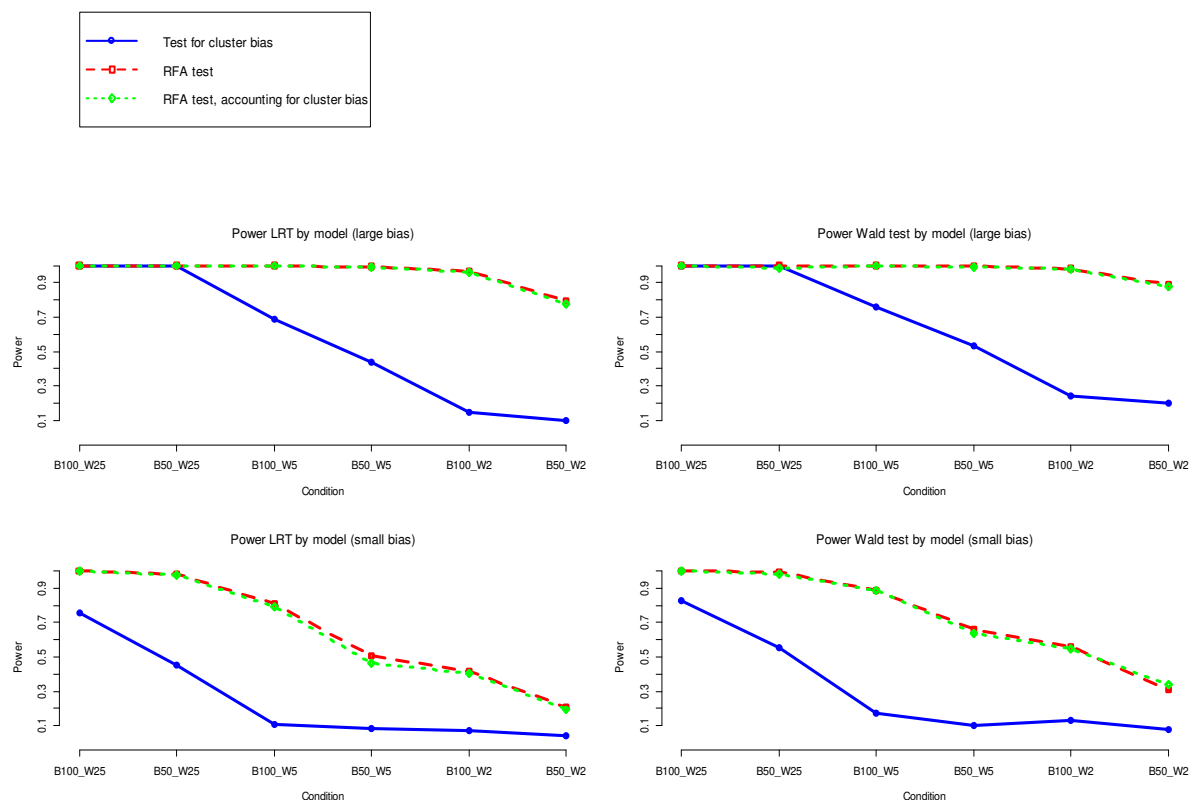 Test for cluster bias
RFA test
RFA test, accounting for cluster bias
Power LRT by model (large bias)
Power
0.1 0.3 0.5 0.7 0.9
B100_W25 B50_W25 B100_W5 B50_W5 B100_W2 B50_W2
Condition
Power Wald test by model (large bias)
Power
0.1 0.3 0.5 0.7 0.9
B100_W25 B50_W25 B100_W5 B50_W5 B100_W2 B50_W2
Condition
Power LRT by model (small bias)
Power
0.1 0.3 0.5 0.7 0.9
B100_W25 B50_W25 B100_W5 B50_W5 B100_W2 B50_W2
Condition
Power Wald test by model (small bias)
Power
0.1 0.3 0.5 0.7 0.9
B100_W25 B50_W25 B100_W5 B50_W5 B100_W2 B50_W2
Condition